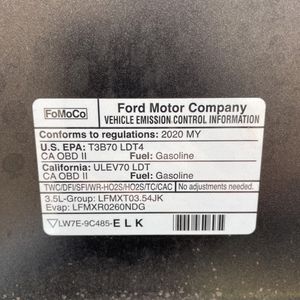 FoMoCo
Ford Motor Company
VEHICLE EMISSION CONTROL INFORMATION
Conforms to regulations: 2020 MY
U.S. EPA: T3B70 LDT4
CA OBD II Fuel: Gasoline
California: ULEV70 LDT
CA OBD II Fuel: Gasoline
TWC/DFI/SFI/WR-HO2S/HO2S/TC/CAC No adjustments needed.
3.5L-Group: LFMXT03.54JK
Evap: LFMXR0260NDG
LW7E-9C485-E L K